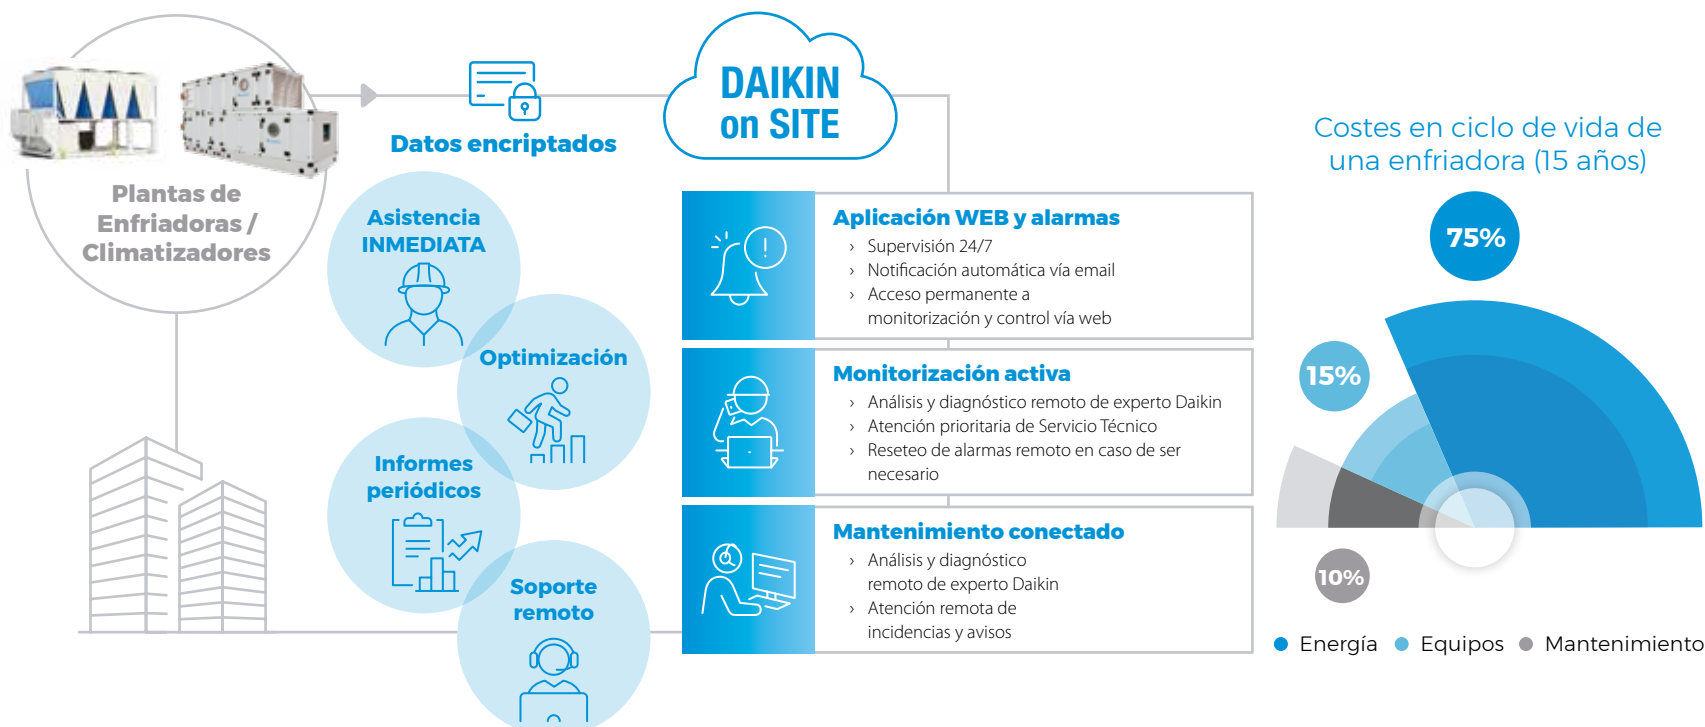 Plantas de
Enfriadoras /
Climatizadores
Datos encriptados
DAIKIN
on SITE
Asistencia
INMEDIATA
Optimización
Informes
periódicos
Soporte
remoto
Aplicación WEB y alarmas
› Supervisión 24/7
› Notificación automática vía email
› Acceso permanente a
monitorización y control vía web
Monitorización activa
› Análisis y diagnóstico remoto de experto Daikin
› Atención prioritaria de Servicio Técnico
› Reseteo de alarmas remoto en caso de ser
necesario
Mantenimiento conectado
› Análisis y diagnóstico
remoto de experto Daikin
› Atención remota de
incidencias y avisos
Costes en ciclo de vida de
una enfriadora (15 años)
75%
15%
10%
Energía Equipos Mantenimiento